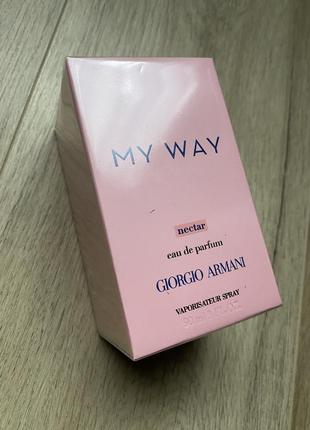 MY WAY
nectar
eau de parfum
GIORGIO ARMANI
VAPORISATEUR SPRAY